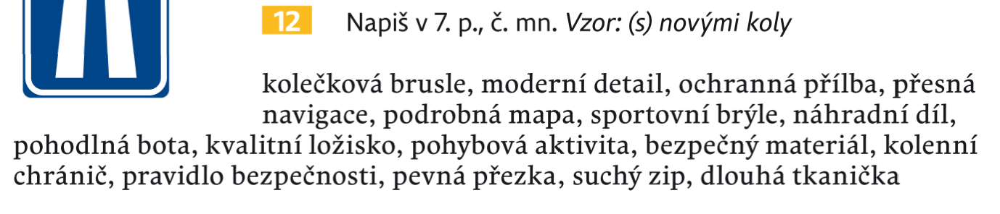 12 Napiš v 7. p., č. mn. Vzor: (s) novými koly
kolečková brusle, moderní detail, ochranná přílba, přesná
navigace, podrobná mapa, sportovní brýle, náhradní díl,
pohodlná bota, kvalitní ložisko, pohybová aktivita, bezpečný materiál, kolenní
chránič, pravidlo bezpečnosti, pevná přezka, suchý zip, dlouhá tkanička